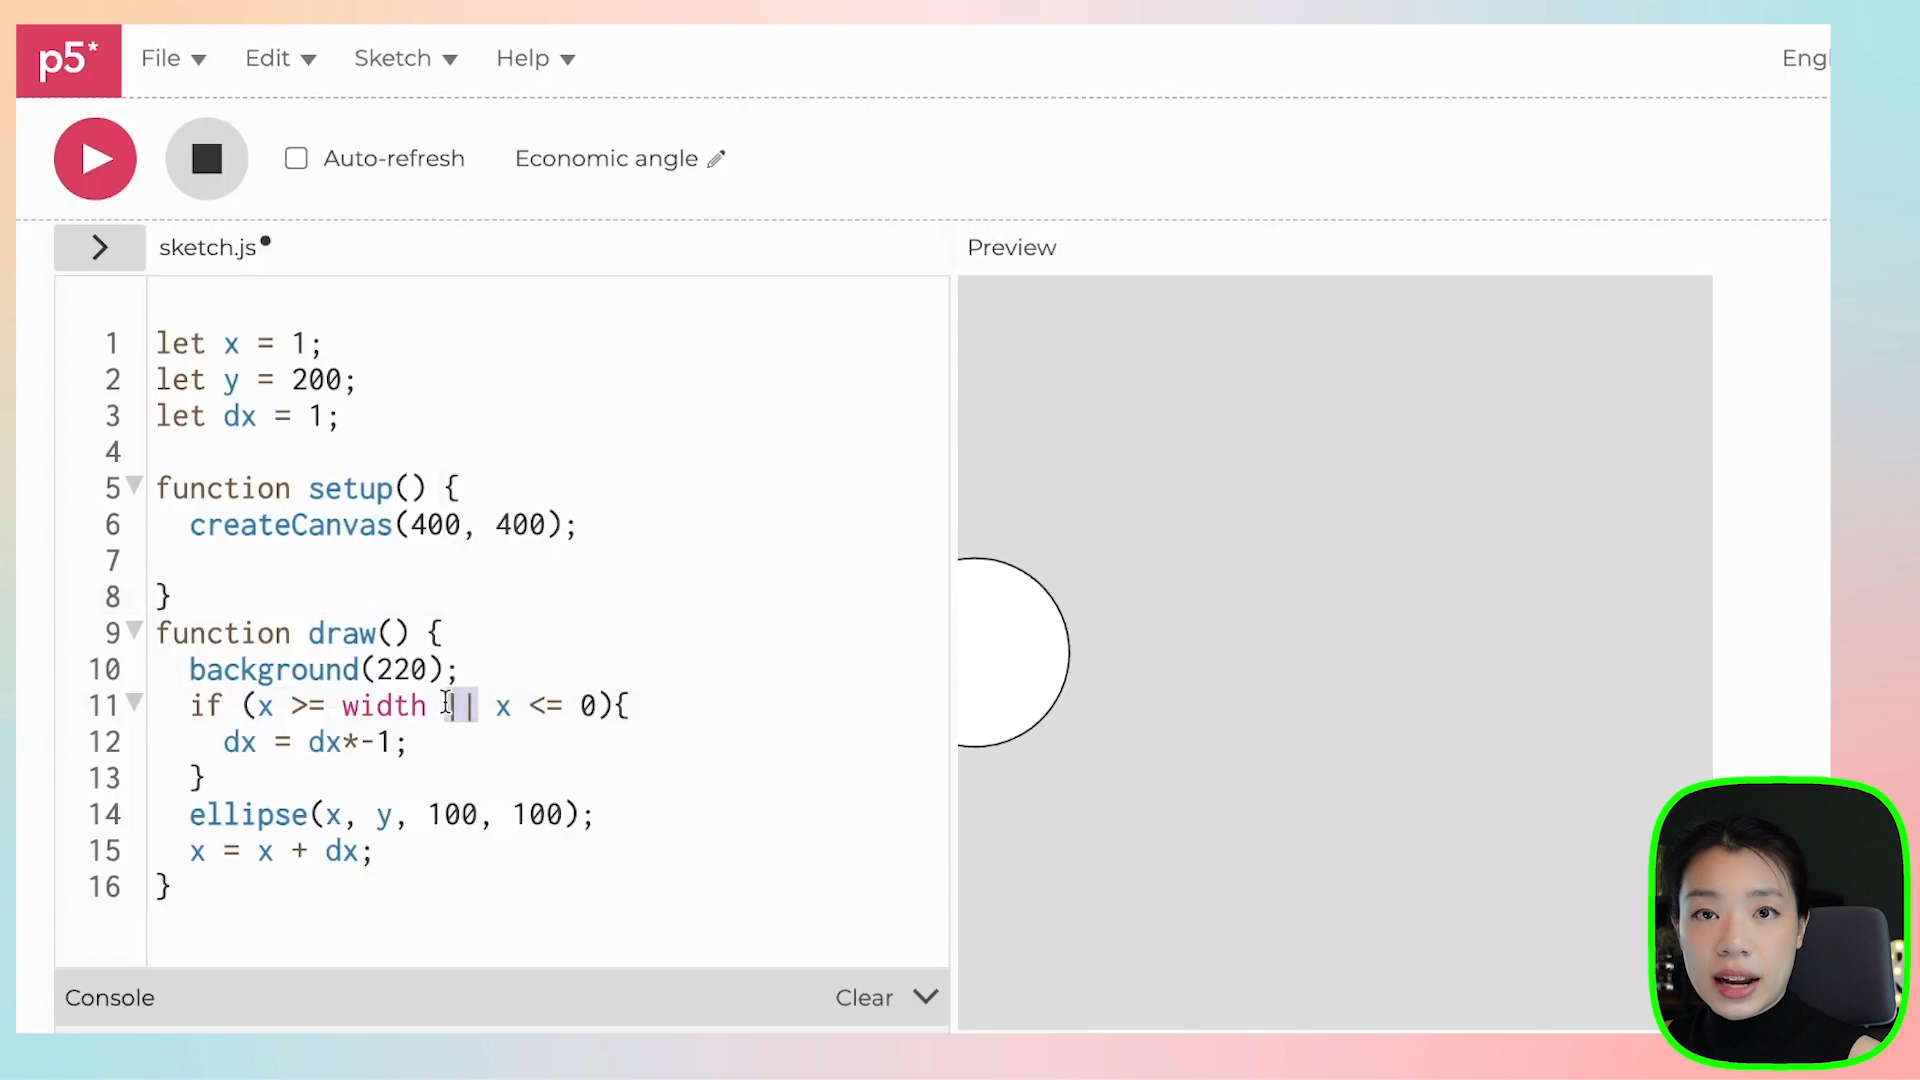 p5* File Edit Sketch Help Engl
Auto-refresh Economic angle
sketch.js Preview
1 let x = 1;
2 let y = 200;
3 let dx = 1;
4
5 function setup() {
6 createCanvas(400, 400);
7
8 }
9 function draw() {
10 background(220);
11 if (x >= width || x <= 0){
12 dx = dx*-1;
13 }
14 ellipse(x, y, 100, 100);
15 x = x + dx;
16 }
Console Clear